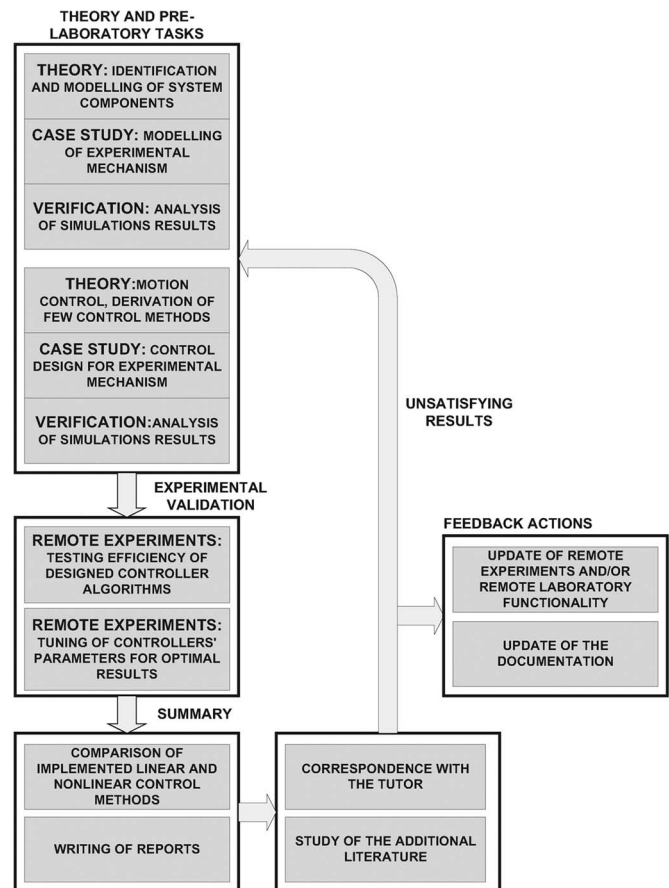 THEORY AND PRE-
LABORATORY TASKS
THEORY: IDENTIFICATION
AND MODELLING OF SYSTEM
COMPONENTS
CASE STUDY: MODELLING
OF EXPERIMENTAL
MECHANISM
VERIFICATION: ANALYSIS
OF SIMULATIONS RESULTS
THEORY:MOTION
CONTROL, DERIVATION OF
FEW CONTROL METHODS
CASE STUDY: CONTROL
DESIGN FOR EXPERIMENTAL
MECHANISM
VERIFICATION:ANALYSIS
OF SIMULATIONS RESULTS
EXPERIMENTAL
VALIDATION
REMOTE EXPERIMENTS:
TESTING EFFICIENCY OF
DESIGNED CONTROLLER
ALGORITHMS
REMOTE EXPERIMENTS:
TUNING OF CONTROLLERS'
PARAMETERS FOR OPTIMAL
RESULTS
SUMMARY
COMPARISON OF
IMPLEMENTED LINEAR AND
NONLINEAR CONTROL
METHODS
WRITING OF REPORTS
CORRESPONDENCE WITH
THE TUTOR
STUDY OF THE ADDITIONAL
LITERATURE
UNSATISFYING
RESULTS
FEEDBACK ACTIONS
UPDATE OF REMOTE
EXPERIMENTS AND/OR
REMOTE LABORATORY
FUNCTIONALITY
UPDATE OF THE
DOCUMENTATION